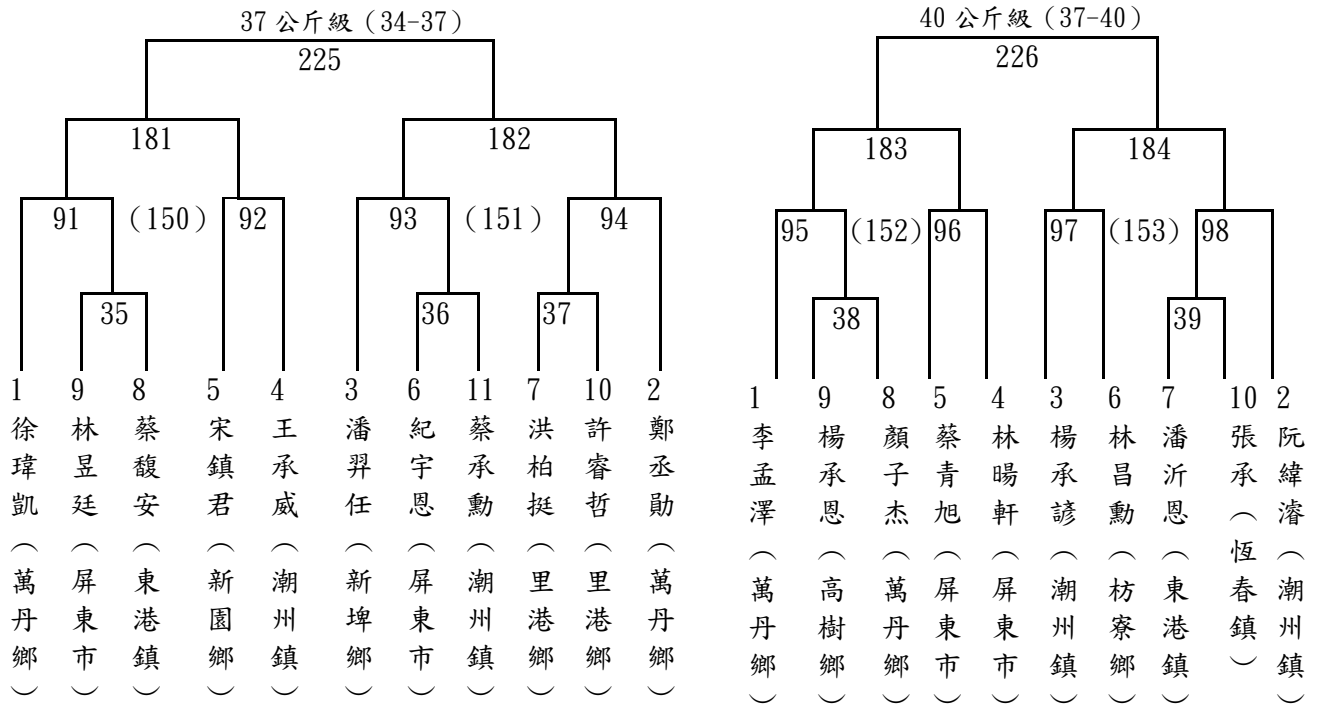 37公斤級（34-37）
225
181
182
91
（150）
92
93
（151）
94
35
36
37
1
徐瑋凱（萬丹鄉）
9
林昱廷（屏東市）
8
蔡馥安（東港鎮）
5
宋鎮君（新園鄉）
4
王承威（潮州鎮）
3
潘羿任（新埤鄉）
6
紀宇恩（屏東市）
11
蔡承勳（潮州鎮）
7
洪柏挺（里港鄉）
10
許睿哲（里港鄉）
2
鄭丞勛（萬丹鄉）
40公斤級（37-40）
226
183
184
95
（152）
96
97
（153）
98
38
39
1
李孟澤（萬丹鄉）
9
楊承恩（高樹鄉）
8
顏子杰（萬丹鄉）
5
蔡青旭（屏東市）
4
林暘軒（屏東市）
3
楊承諺（潮州鎮）
6
林昌勳（枋寮鄉）
7
潘沂恩（東港鎮）
10
張承（恆春鎮）
2
阮緯濬（潮州鎮）